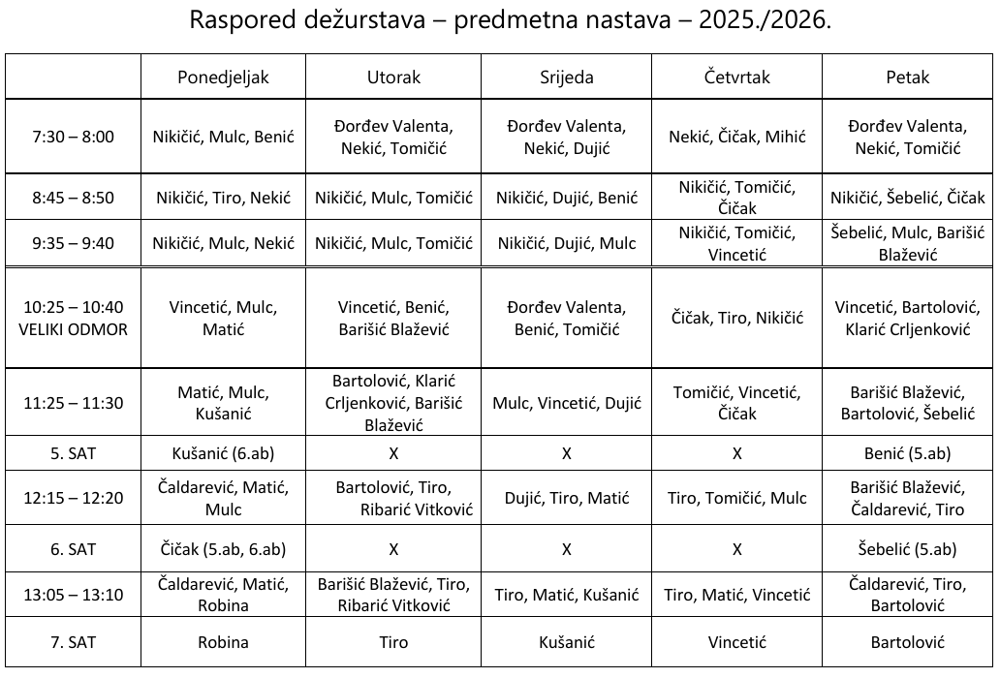 Raspored dežurstava – predmetna nastava – 2025./2026.
Ponedjeljak Utorak Srijeda Četvrtak Petak
7:30 – 8:00 Nikičić, Mulc, Benić Đorđev Valenta, Nekić, Tomičić Đorđev Valenta, Nekić, Dujić Nekić, Čičak, Mihić Đorđev Valenta, Nekić, Tomičić
8:45 – 8:50 Nikičić, Tiro, Nekić Nikičić, Mulc, Tomičić Nikičić, Dujić, Benić Nikičić, Tomičić, Čičak Nikičić, Šebelić, Čičak
9:35 – 9:40 Nikičić, Mulc, Nekić Nikičić, Mulc, Tomičić Nikičić, Dujić, Mulc Nikičić, Tomičić, Vincetić Šebelić, Mulc, Barišić Blažević
10:25 – 10:40 VELIKI ODMOR Vincetić, Mulc, Matić Vincetić, Benić, Barišić Blažević Đorđev Valenta, Benić, Tomičić Čičak, Tiro, Nikičić Vincetić, Bartolović, Klarić Crljenković
11:25 – 11:30 Matić, Mulc, Kušanić Bartolović, Klarić Crljenković, Barišić Blažević Mulc, Vincetić, Dujić Tomičić, Vincetić, Čičak Barišić Blažević, Bartolović, Šebelić
5. SAT Kušanić (6.ab) X X X Benić (5.ab)
12:15 – 12:20 Čaldarević, Matić, Mulc Bartolović, Tiro, Ribarić Vitković Dujić, Tiro, Matić Tiro, Tomičić, Mulc Barišić Blažević, Čaldarević, Tiro
6. SAT Čičak (5.ab, 6.ab) X X X Šebelić (5.ab)
13:05 – 13:10 Čaldarević, Matić, Robina Barišić Blažević, Tiro, Ribarić Vitković Tiro, Matić, Kušanić Tiro, Matić, Vincetić Čaldarević, Tiro, Bartolović
7. SAT Robina Tiro Kušanić Vincetić Bartolović